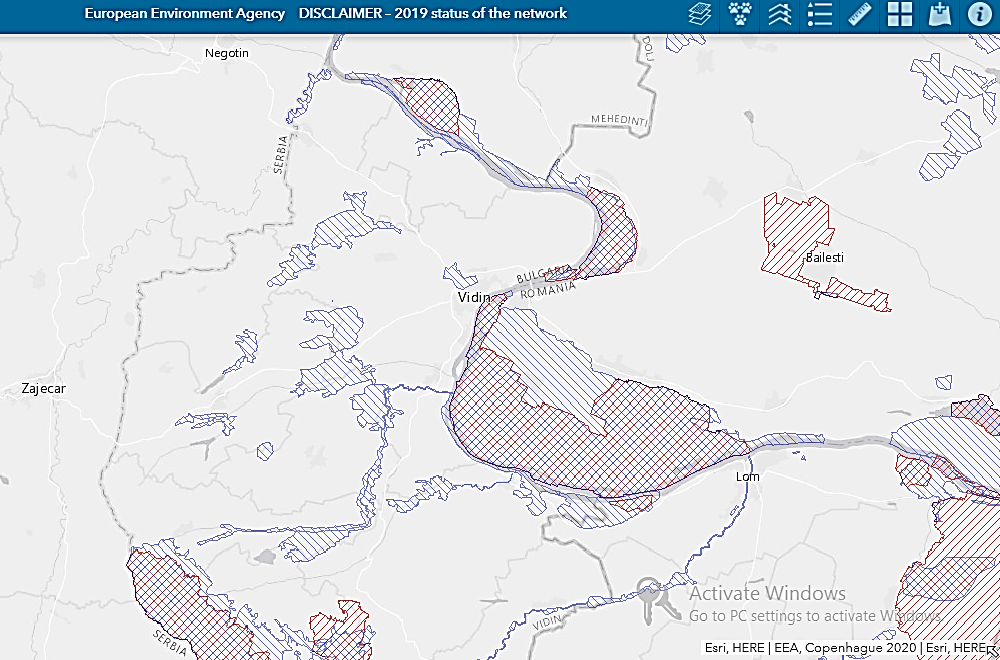 European Environment Agency DISCLAIMER - 2019 status of the network
Negotin
DOLJ
MEHEDINTI
SERBIA
Bailesti
BULGARIA
Vidin
ROMANIA
Zajecar
Lom
Activate Windows
Go to PC settings to activate Windows.
VIDIN
SERBIA
Esri, HERE | EEA, Copenhague 2020 | Esri, HERE